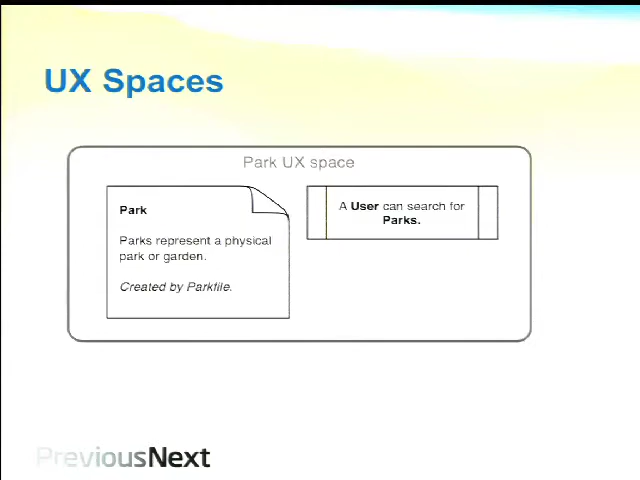 UX Spaces
Park UX space
Park
Parks represent a physical
park or garden.
Created by Parkfile.
A User can search for
Parks.
PreviousNext